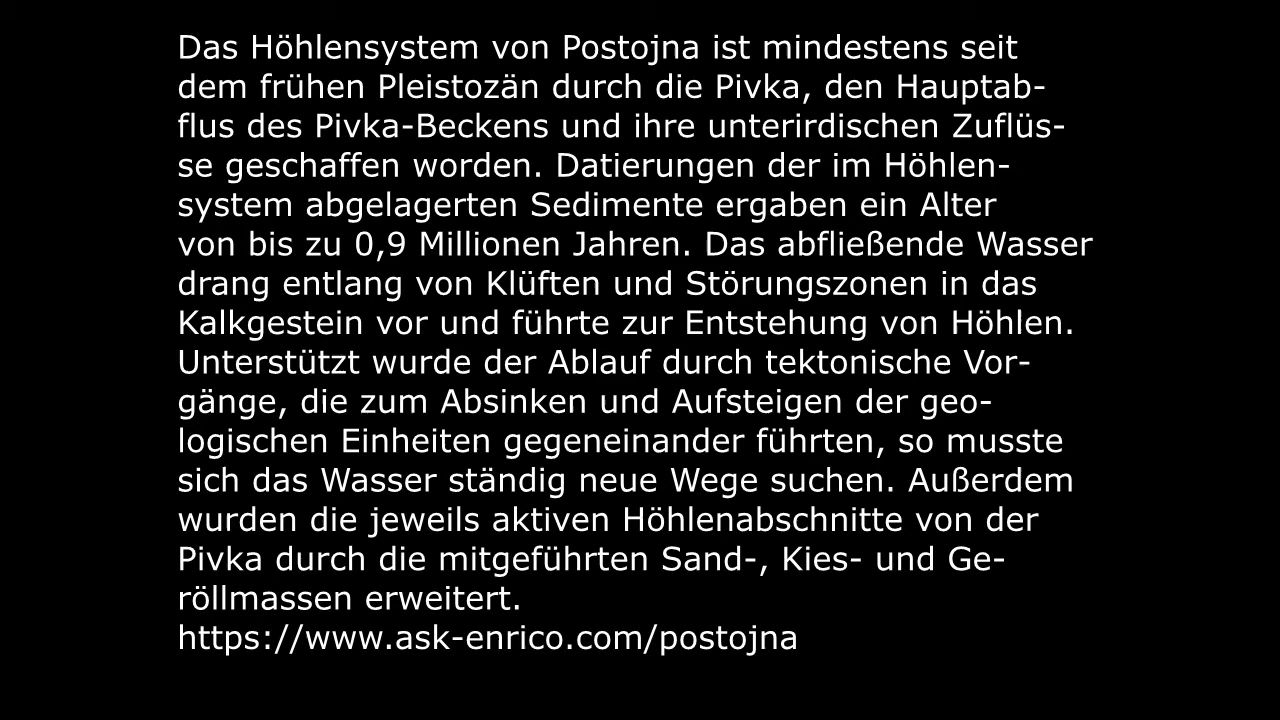 Das Höhlensystem von Postojna ist mindestens seit
dem frühen Pleistozän durch die Pivka, den Hauptab-
flus des Pivka-Beckens und ihre unterirdischen Zuflüs-
se geschaffen worden. Datierungen der im Höhlen-
system abgelagerten Sedimente ergaben ein Alter
von bis zu 0,9 Millionen Jahren. Das abfließende Wasser
drang entlang von Klüften und Störungszonen in das
Kalkgestein vor und führte zur Entstehung von Höhlen.
Unterstützt wurde der Ablauf durch tektonische Vor-
gänge, die zum Absinken und Aufsteigen der geo-
logischen Einheiten gegeneinander führten, so musste
sich das Wasser ständig neue Wege suchen. Außerdem
wurden die jeweils aktiven Höhlenabschnitte von der
Pivka durch die mitgeführten Sand-, Kies- und Ge-
röllmassen erweitert.
https://www.ask-enrico.com/postojna